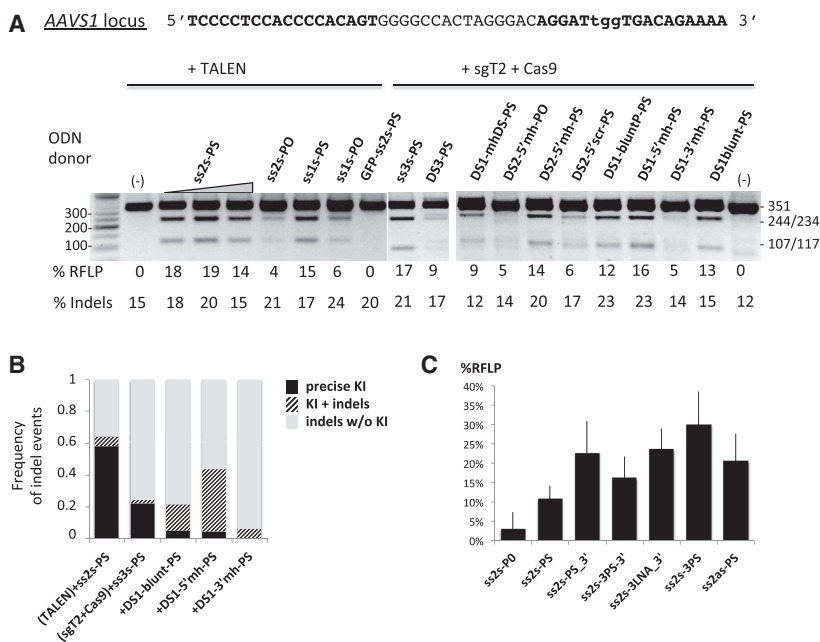 A AAVS1 locus 5'TCCCCTCCACCCCACAGTGGGGCCACTAGGGACAGGATtggTGACAGAAAA 3'
+ TALEN + sgT2 + Cas9
ODN donor
(-) ss2s-PS ss2s-PO ss1s-PS ss1s-PO GFP-ss2s-PS ss3s-PS DS3-PS DS1-mhDS-PS DS2-5'mh-PO DS2-5'mh-PS DS2-5'scr-PS DS1-bluntP-PS DS1-5'mh-PS DS1-3'mh-PS DS1blunt-PS (-)
300-
200-
100-
- 351
- 244/234
- 107/117
% RFLP 0 18 19 14 4 15 6 0 17 9 9 5 14 6 12 16 5 13 0
% Indels 15 18 20 15 21 17 24 20 21 17 12 14 20 17 23 23 14 15 12
B
Frequency of indel events
1
0.8
0.6
0.4
0.2
0
precise KI
KI + indels
indels w/o KI
(TALEN)+ss2s-PS
(sgT2+Cas9)+ss3s-PS
+DS1-blunt-PS
+DS1-5'mh-PS
+DS1-3'mh-PS
C
%RFLP
40%
35%
30%
25%
20%
15%
10%
5%
0%
ss2s-P0
ss2s-PS
ss2s-PS_3'
ss2s-3PS-3'
ss2s-3LNA_3'
ss2s-3PS
ss2as-PS